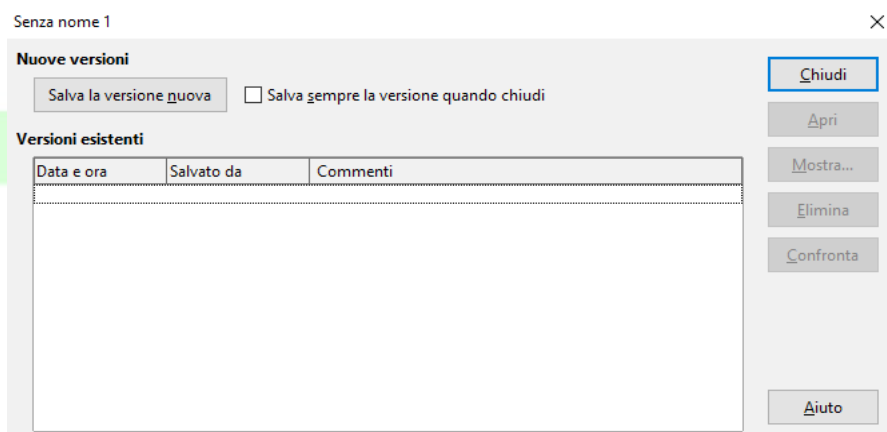 Senza nome 1
Nuove versioni
Salva la versione nuova
Salva sempre la versione quando chiudi
Chiudi
Apri
Versioni esistenti
Data e ora Salvato da Commenti
Mostra...
Elimina
Confronta
Aiuto